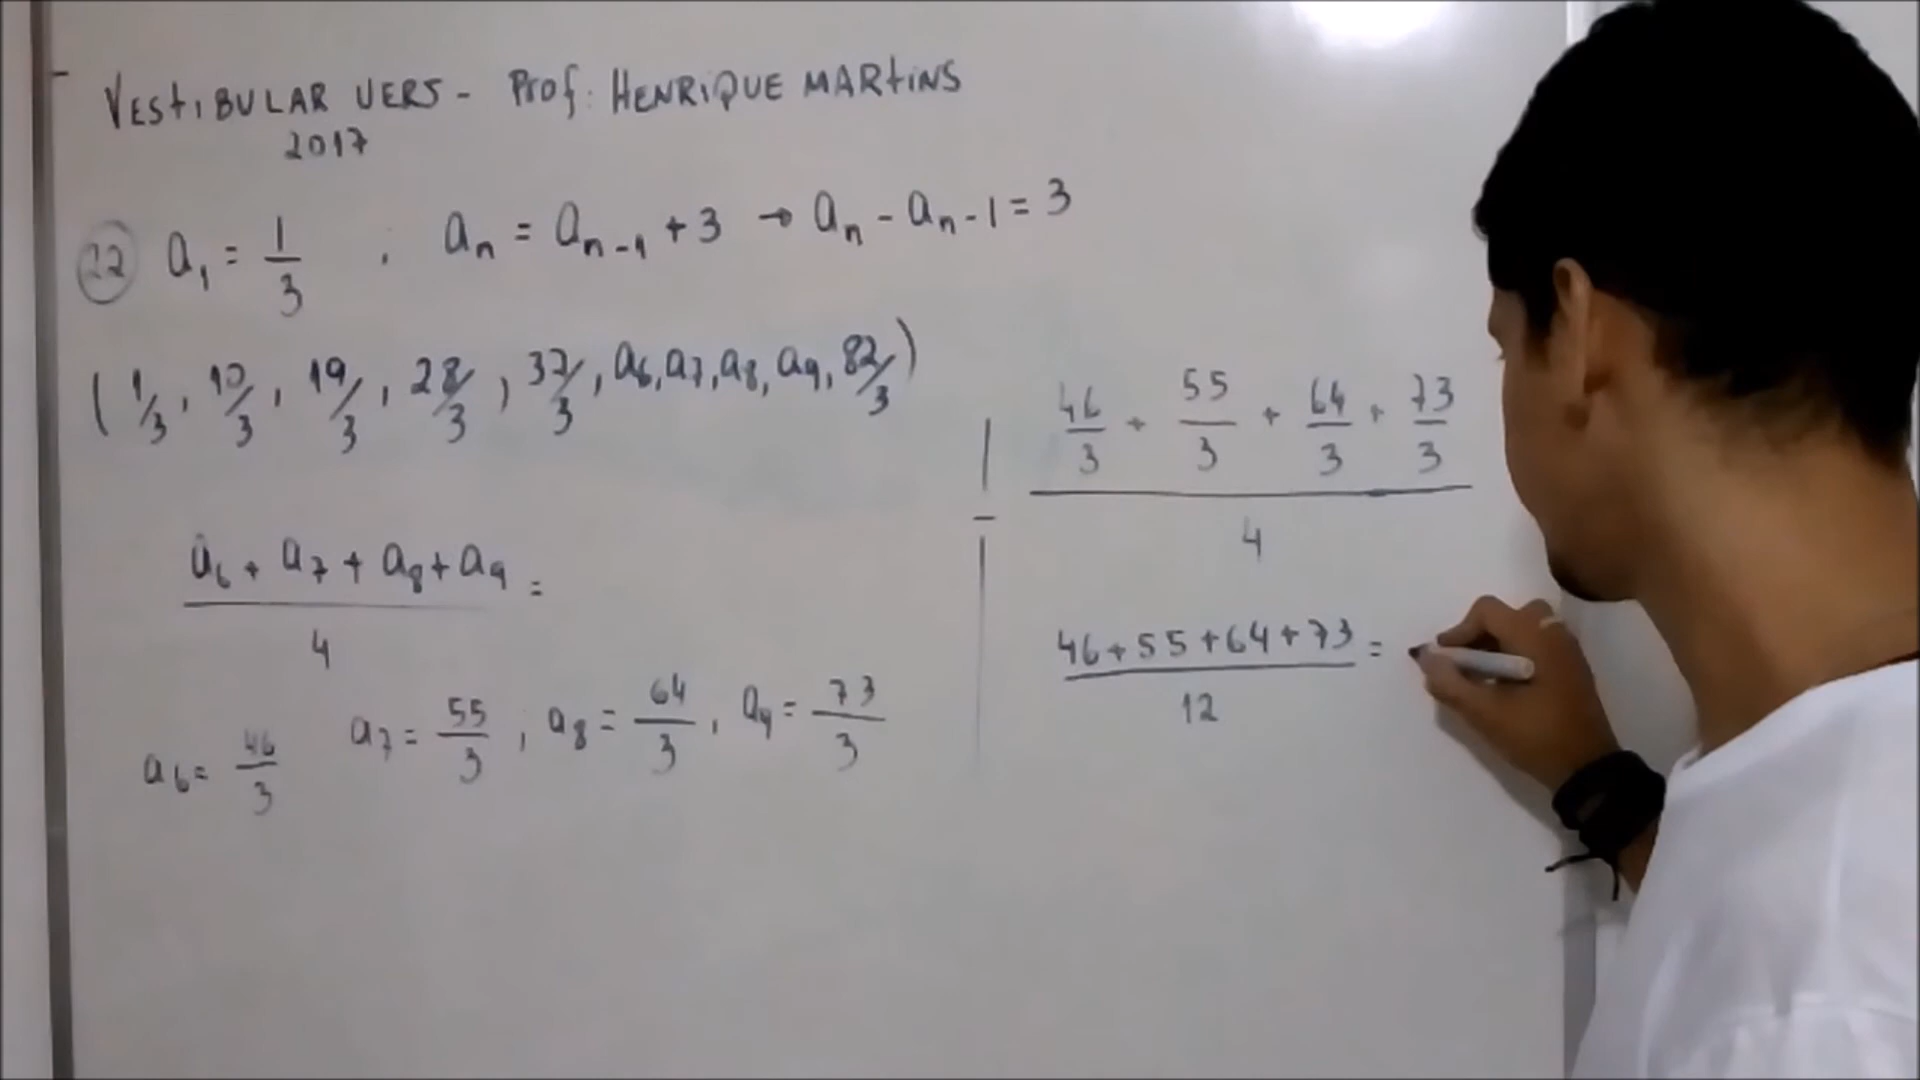 VESTIBULAR UERJ - Prof: HENRIQUE MARTINS
2017
22 a₁ = 1/3 , aₙ = aₙ₋₁ + 3 → aₙ - aₙ - 1 = 3
(1/3, 10/3, 19/3, 28/3, 37/3, a₆, a₇, a₈, a₉, 82/3)
a₆ + a₇ + a₈ + a₉ =
4
a₆ = 46/3 a₇ = 55/3 , a₈ = 64/3 , a₉ = 73/3
46/3 + 55/3 + 64/3 + 73/3
4
46 + 55 + 64 + 73 =
12